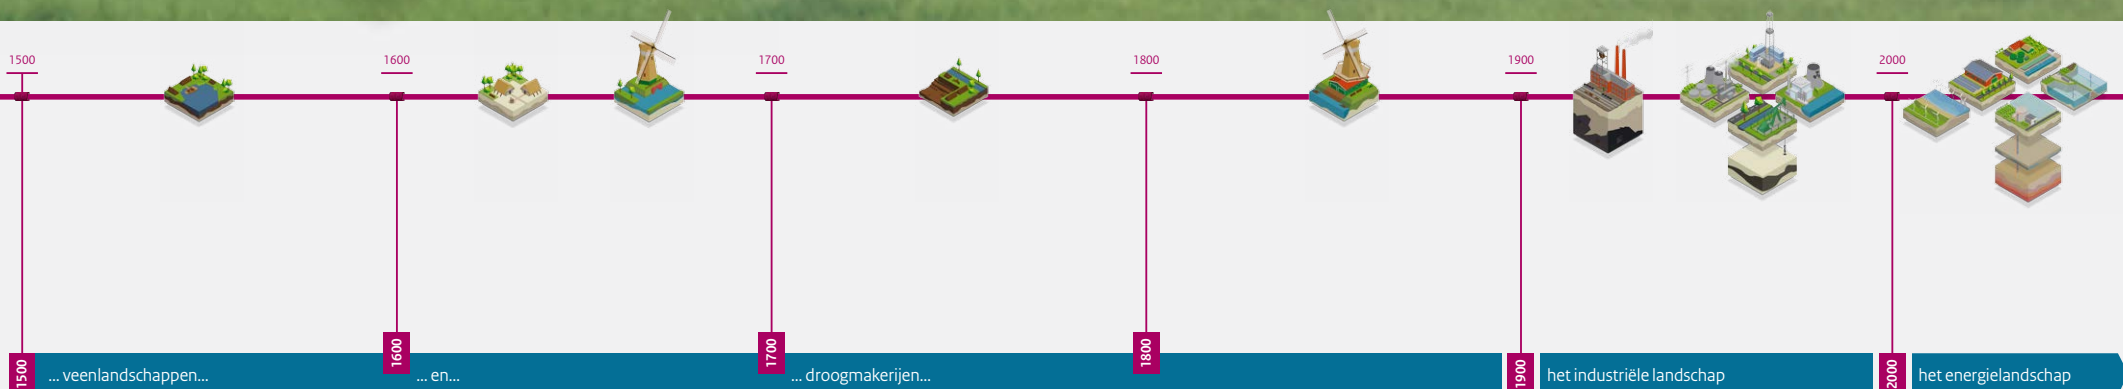 1500
1600
1700
1800
1900
2000
1500
... veenlandschappen...
1600
... en...
1700
... droogmakerijen...
1800
1900
het industriële landschap
2000
het energielandschap